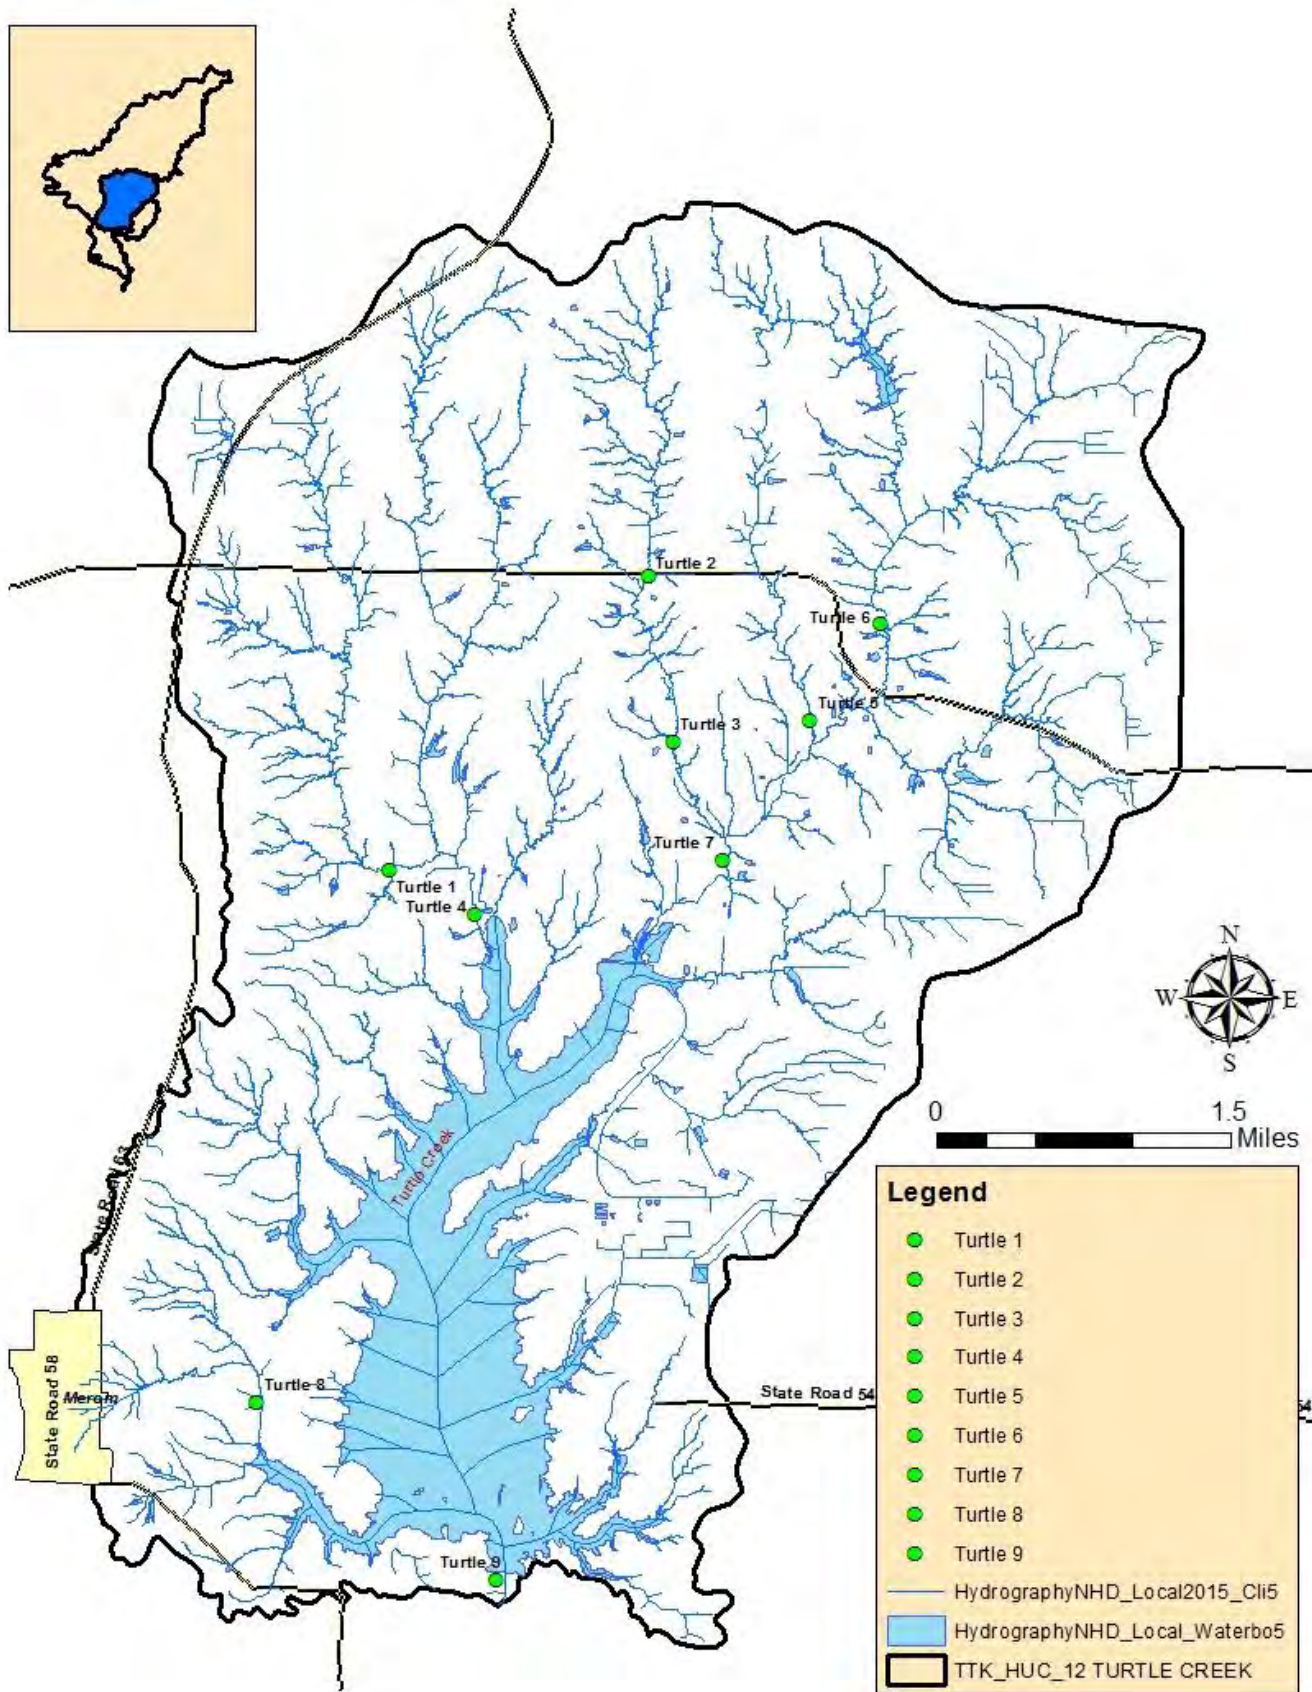 Turtle 2
Turtle 6
Turtle 5
Turtle 3
Turtle 7
Turtle 1
Turtle 4
N
W
E
S
0
1.5
Miles
Turtle Creek
State Road 63
State Road 58
Merom
Turtle 8
State Road 54
54
Turtle 9
Legend
Turtle 1
Turtle 2
Turtle 3
Turtle 4
Turtle 5
Turtle 6
Turtle 7
Turtle 8
Turtle 9
HydrographyNHD_Local2015_Cli5
HydrographyNHD_Local_Waterbo5
TTK_HUC_12 TURTLE CREEK